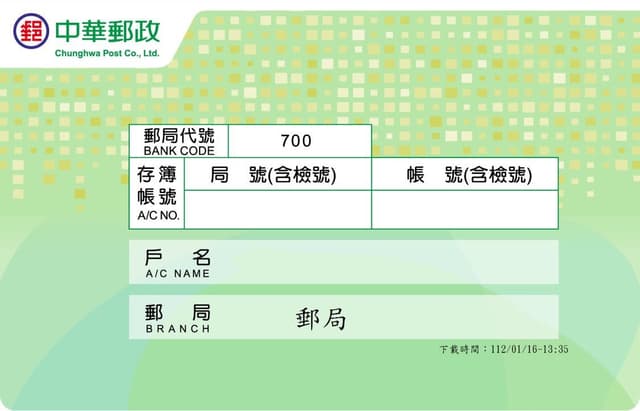 郵 中華郵政
Chunghwa Post Co., Ltd.
郵局代號 700
BANK CODE
存簿 局 號(含檢號) 帳 號(含檢號)
帳號
A/C NO.
戶 名
A/C NAME
郵 局 郵局
BRANCH
下載時間：112/01/16-13:35